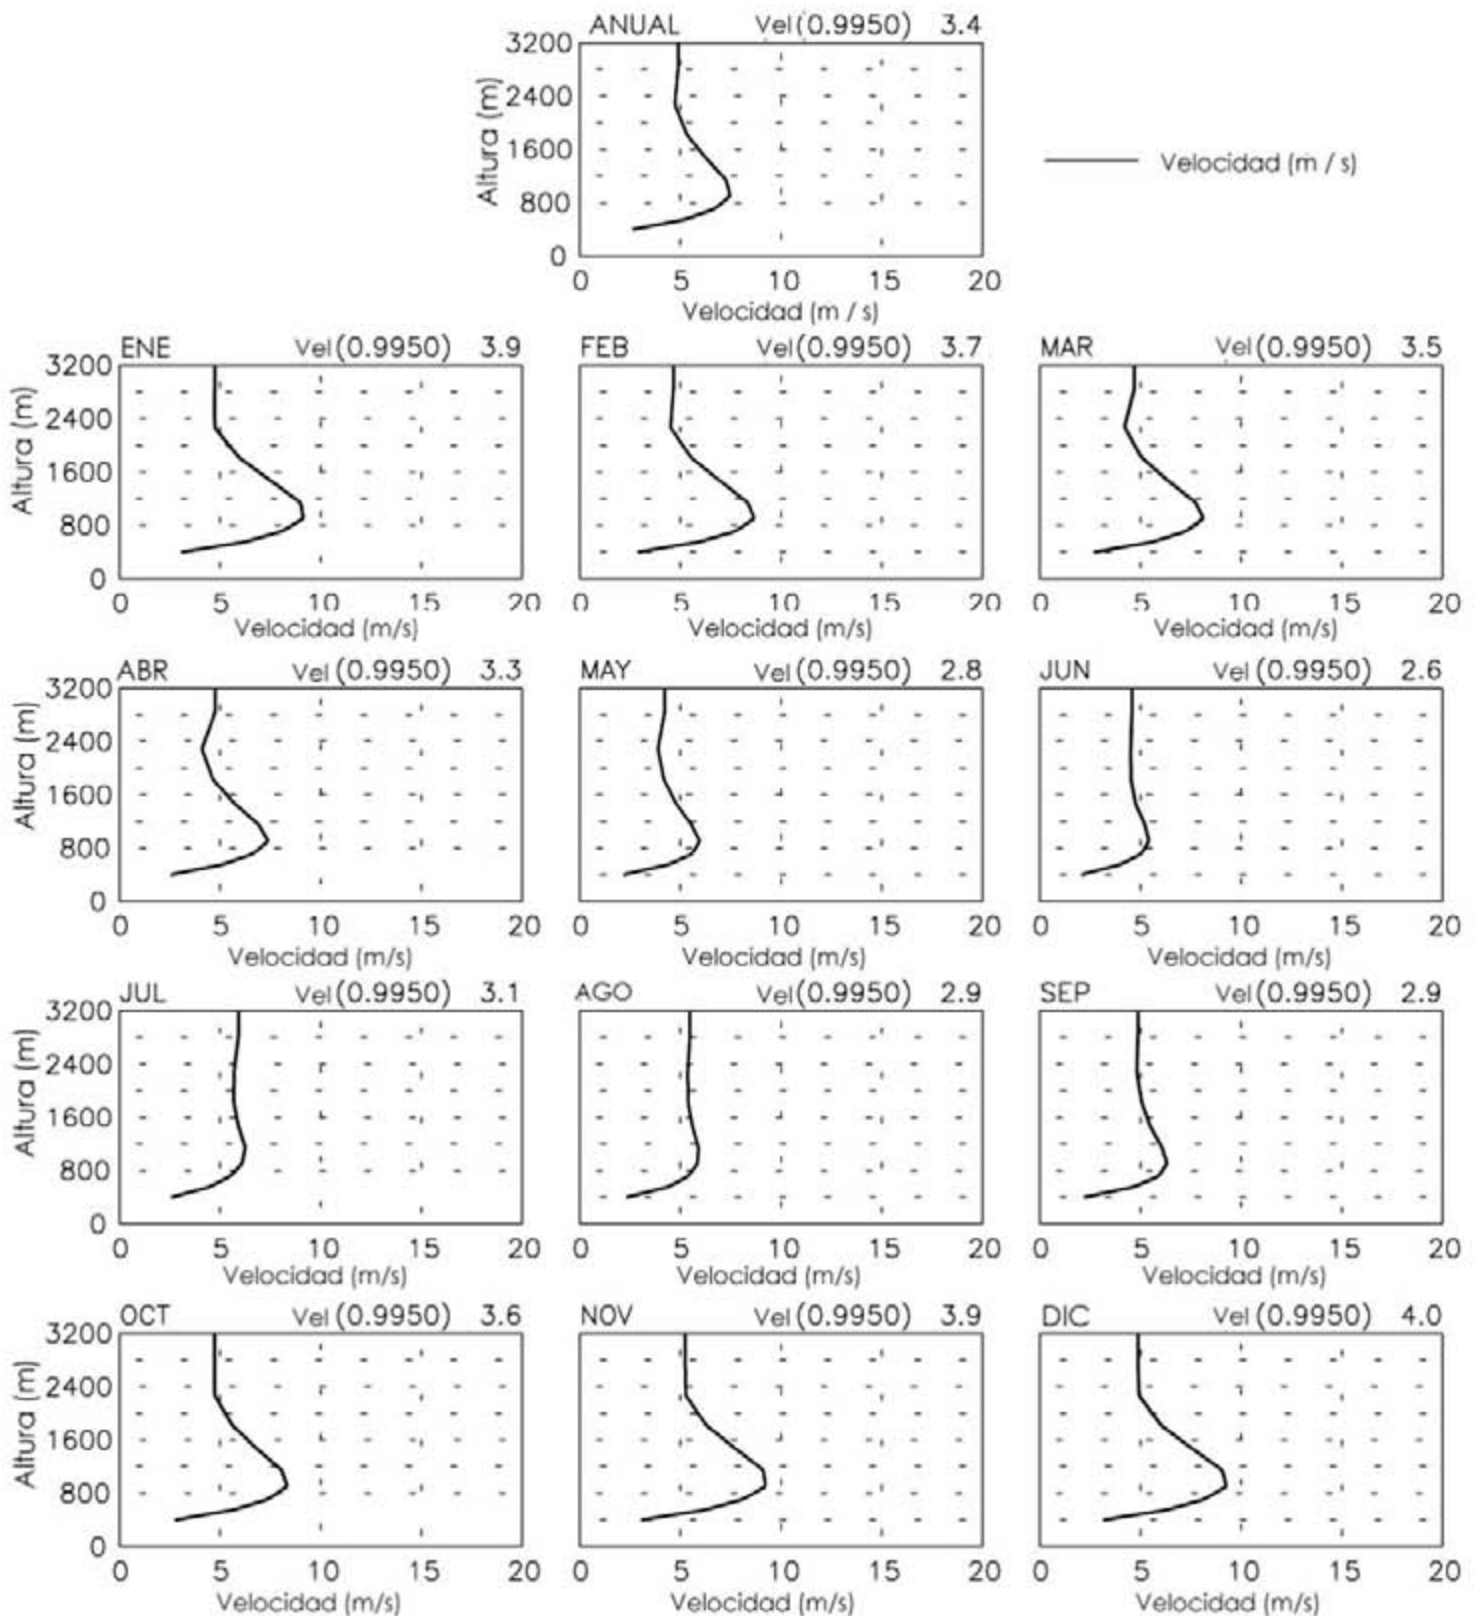 ANUAL Vel(0.9950) 3.4
3200
2400
1600
800
0
Altura (m)
0 5 10 15 20
Velocidad (m / s)
Velocidad (m / s)
ENE Vel(0.9950) 3.9
FEB Vel(0.9950) 3.7
MAR Vel(0.9950) 3.5
3200
2400
1600
800
0
Altura (m)
0 5 10 15 20
0 5 10 15 20
0 5 10 15 20
Velocidad (m/s)
Velocidad (m/s)
Velocidad (m/s)
ABR Vel(0.9950) 3.3
MAY Vel(0.9950) 2.8
JUN Vel(0.9950) 2.6
3200
2400
1600
800
0
Altura (m)
0 5 10 15 20
0 5 10 15 20
0 5 10 15 20
Velocidad (m/s)
Velocidad (m/s)
Velocidad (m/s)
JUL Vel(0.9950) 3.1
AGO Vel(0.9950) 2.9
SEP Vel(0.9950) 2.9
3200
2400
1600
800
0
Altura (m)
0 5 10 15 20
0 5 10 15 20
0 5 10 15 20
Velocidad (m/s)
Velocidad (m/s)
Velocidad (m/s)
OCT Vel(0.9950) 3.6
NOV Vel(0.9950) 3.9
DIC Vel(0.9950) 4.0
3200
2400
1600
800
0
Altura (m)
0 5 10 15 20
0 5 10 15 20
0 5 10 15 20
Velocidad (m/s)
Velocidad (m/s)
Velocidad (m/s)